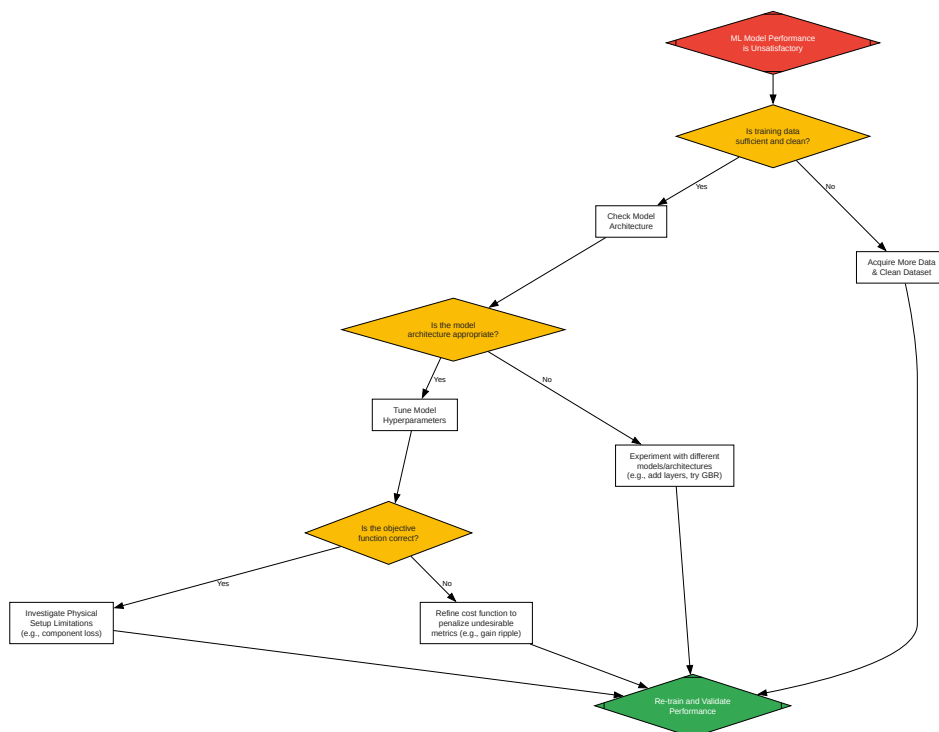 ML Model Performance
is Unsatisfactory
Is training data
sufficient and clean?
Yes
No
Check Model
Architecture
Acquire More Data
& Clean Dataset
Is the model
architecture appropriate?
Yes
No
Tune Model
Hyperparameters
Experiment with different
models/architectures
(e.g., add layers, try GBR)
Is the objective
function correct?
Yes
No
Investigate Physical
Setup Limitations
(e.g., component loss)
Refine cost function to
penalize undesirable
metrics (e.g., gain ripple)
Re-train and Validate
Performance